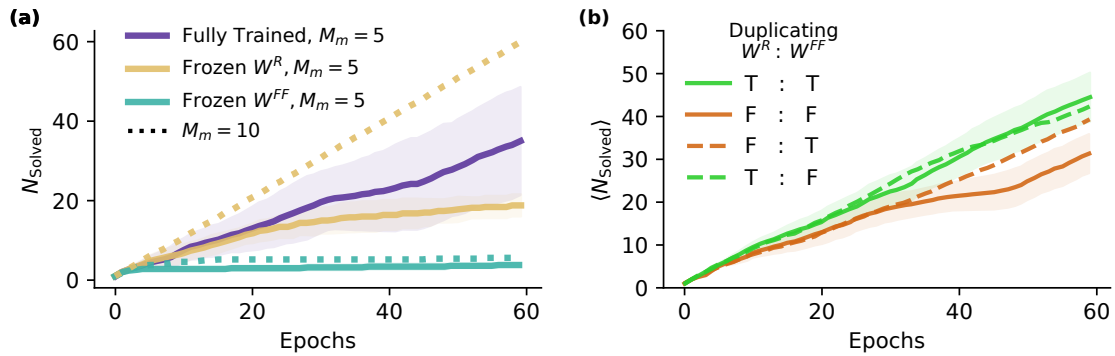 (a)
Fully Trained, M_m = 5
Frozen W^R, M_m = 5
Frozen W^FF, M_m = 5
M_m = 10
N_Solved
60
40
20
0
0 20 40 60
Epochs
(b)
Duplicating
W^R : W^FF
T : T
F : F
F : T
T : F
⟨N_Solved⟩
60
50
40
30
20
10
0
0 20 40 60
Epochs